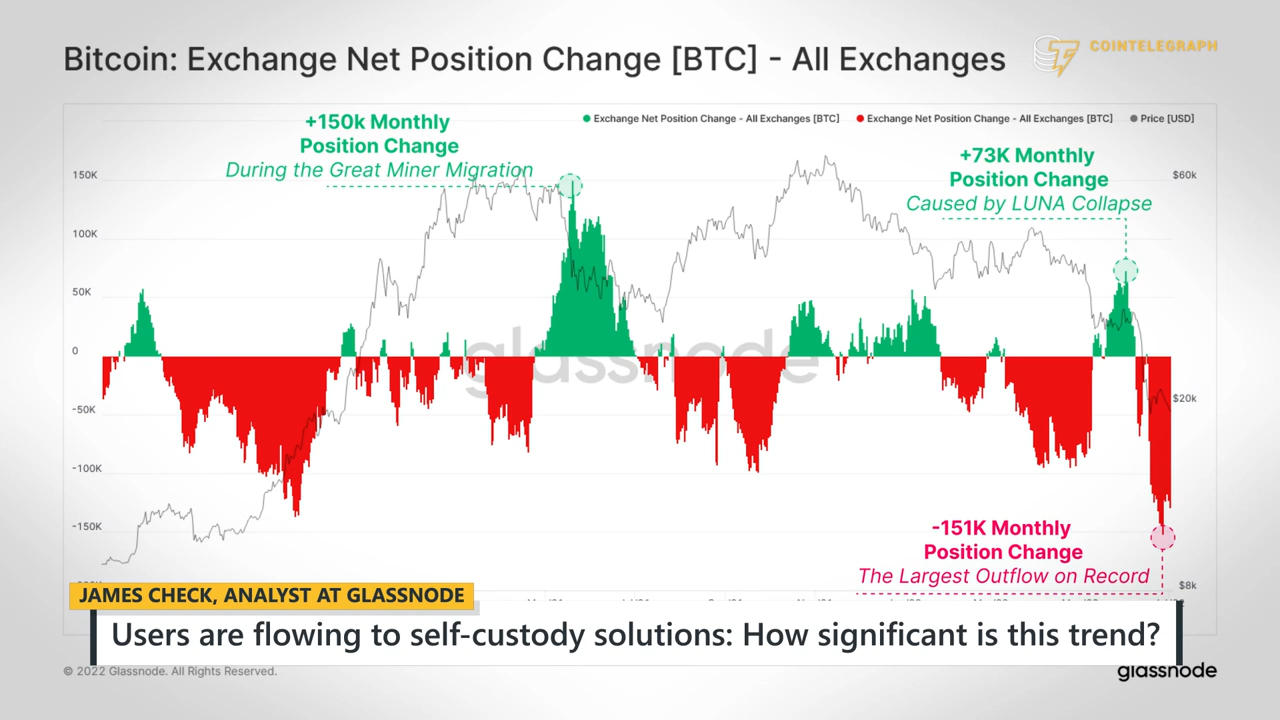 Bitcoin: Exchange Net Position Change [BTC] - All Exchanges
COINTELEGRAPH
+150k Monthly
Position Change
During the Great Miner Migration
Exchange Net Position Change - All Exchanges [BTC]
Exchange Net Position Change - All Exchanges [BTC]
Price [USD]
+73K Monthly
Position Change
Caused by LUNA Collapse
150K
100K
50K
0
-50K
-100K
-150K
$60k
$20k
$8k
glassnode
-151K Monthly
Position Change
The Largest Outflow on Record
JAMES CHECK, ANALYST AT GLASSNODE
Users are flowing to self-custody solutions: How significant is this trend?
© 2022 Glassnode. All Rights Reserved.
glassnode